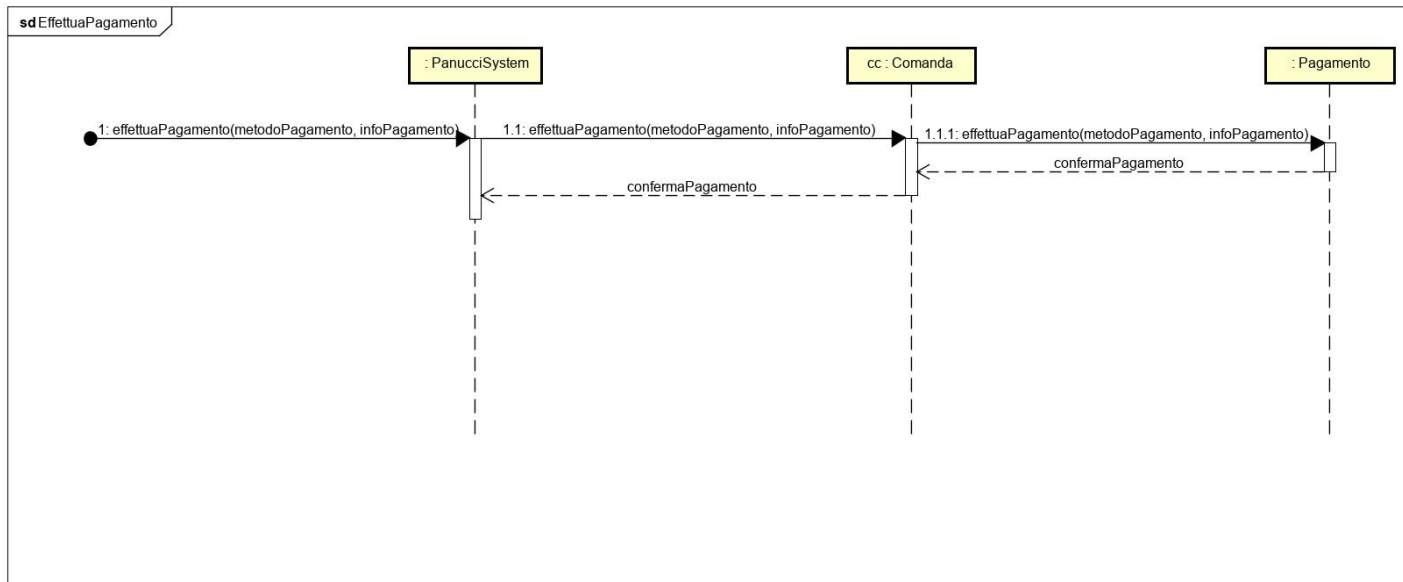 sd EffettuaPagamento
: PanucciSystem
cc : Comanda
: Pagamento
1: effettuaPagamento(metodoPagamento, infoPagamento)
1.1: effettuaPagamento(metodoPagamento, infoPagamento)
1.1.1: effettuaPagamento(metodoPagamento, infoPagamento)
confermaPagamento
confermaPagamento